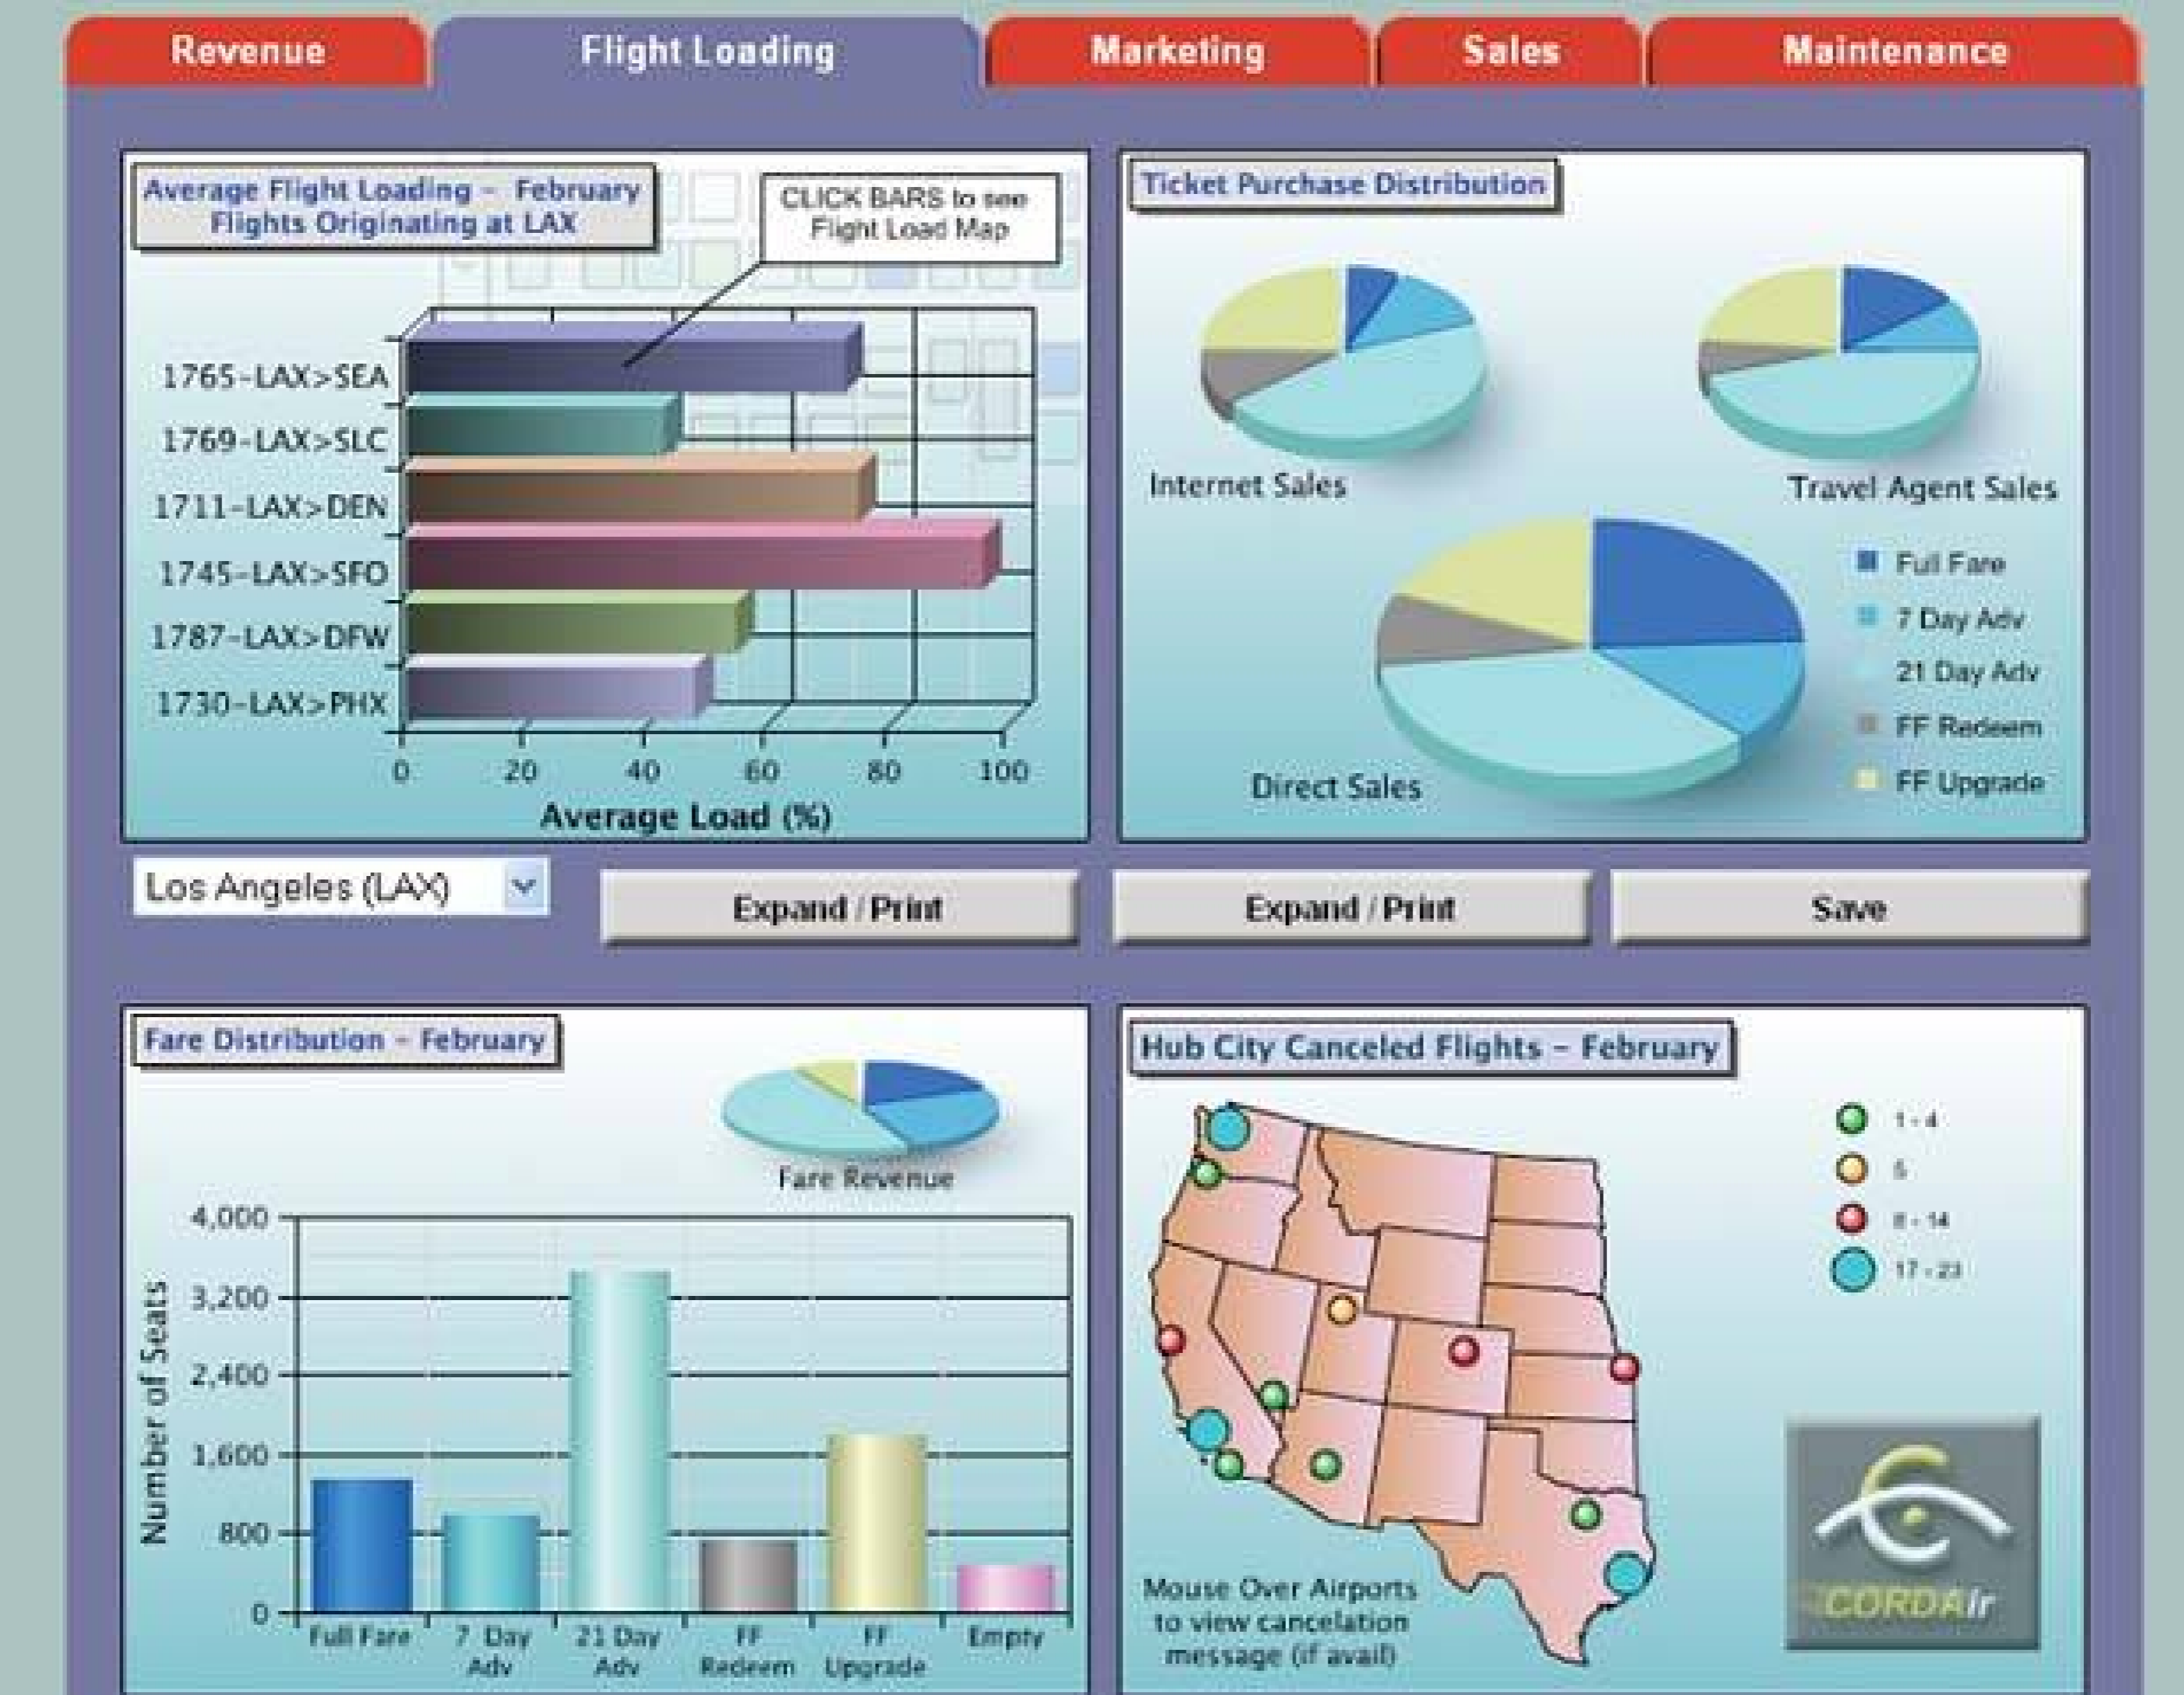 Revenue
Flight Loading
Marketing
Sales
Maintenance
Average Flight Loading - February
Flights Originating at LAX
CLICK BARS to see
Flight Load Map
1765-LAX>SEA
1769-LAX>SLC
1711-LAX>DEN
1745-LAX>SFO
1787-LAX>DFW
1730-LAX>PHX
0 20 40 60 80 100
Average Load (%)
Ticket Purchase Distribution
Internet Sales
Travel Agent Sales
Direct Sales
Full Fare
7 Day Adv
21 Day Adv
FF Redeem
FF Upgrade
Los Angeles (LAX)
Expand / Print
Expand / Print
Save
Fare Distribution - February
Fare Revenue
Number of Seats
4,000
3,200
2,400
1,600
800
0
Full Fare
7 Day
Adv
21 Day
Adv
FF
Redeem
FF
Upgrade
Empty
Hub City Canceled Flights - February
1 - 4
5
8 - 14
17 - 23
Mouse Over Airports
to view cancelation
message (if avail)
CORDAir